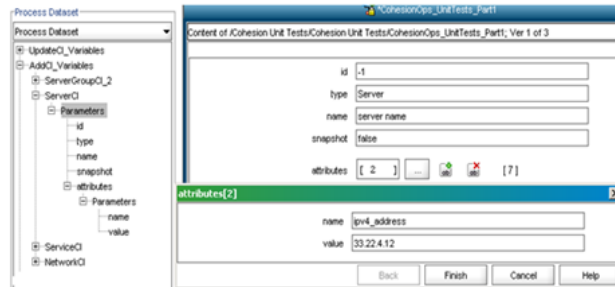 Process Dataset
Process Dataset
UpdateCI_Variables
AddCI_Variables
ServerGroupCI_2
ServerCI
Parameters
id
type
name
snapshot
attributes
Parameters
name
value
ServiceCI
NetworkCI
*CohesionOps_UnitTests_Part1
Content of /Cohesion Unit Tests/Cohesion Unit Tests/CohesionOps_UnitTests_Part1; Ver 1 of 3
id -1
type Server
name server name
snapshot false
attributes [ 2 ] ... [ 7 ]
attributes[2]
name ipv4_address
value 33.22.4.12
Back Finish Cancel Help